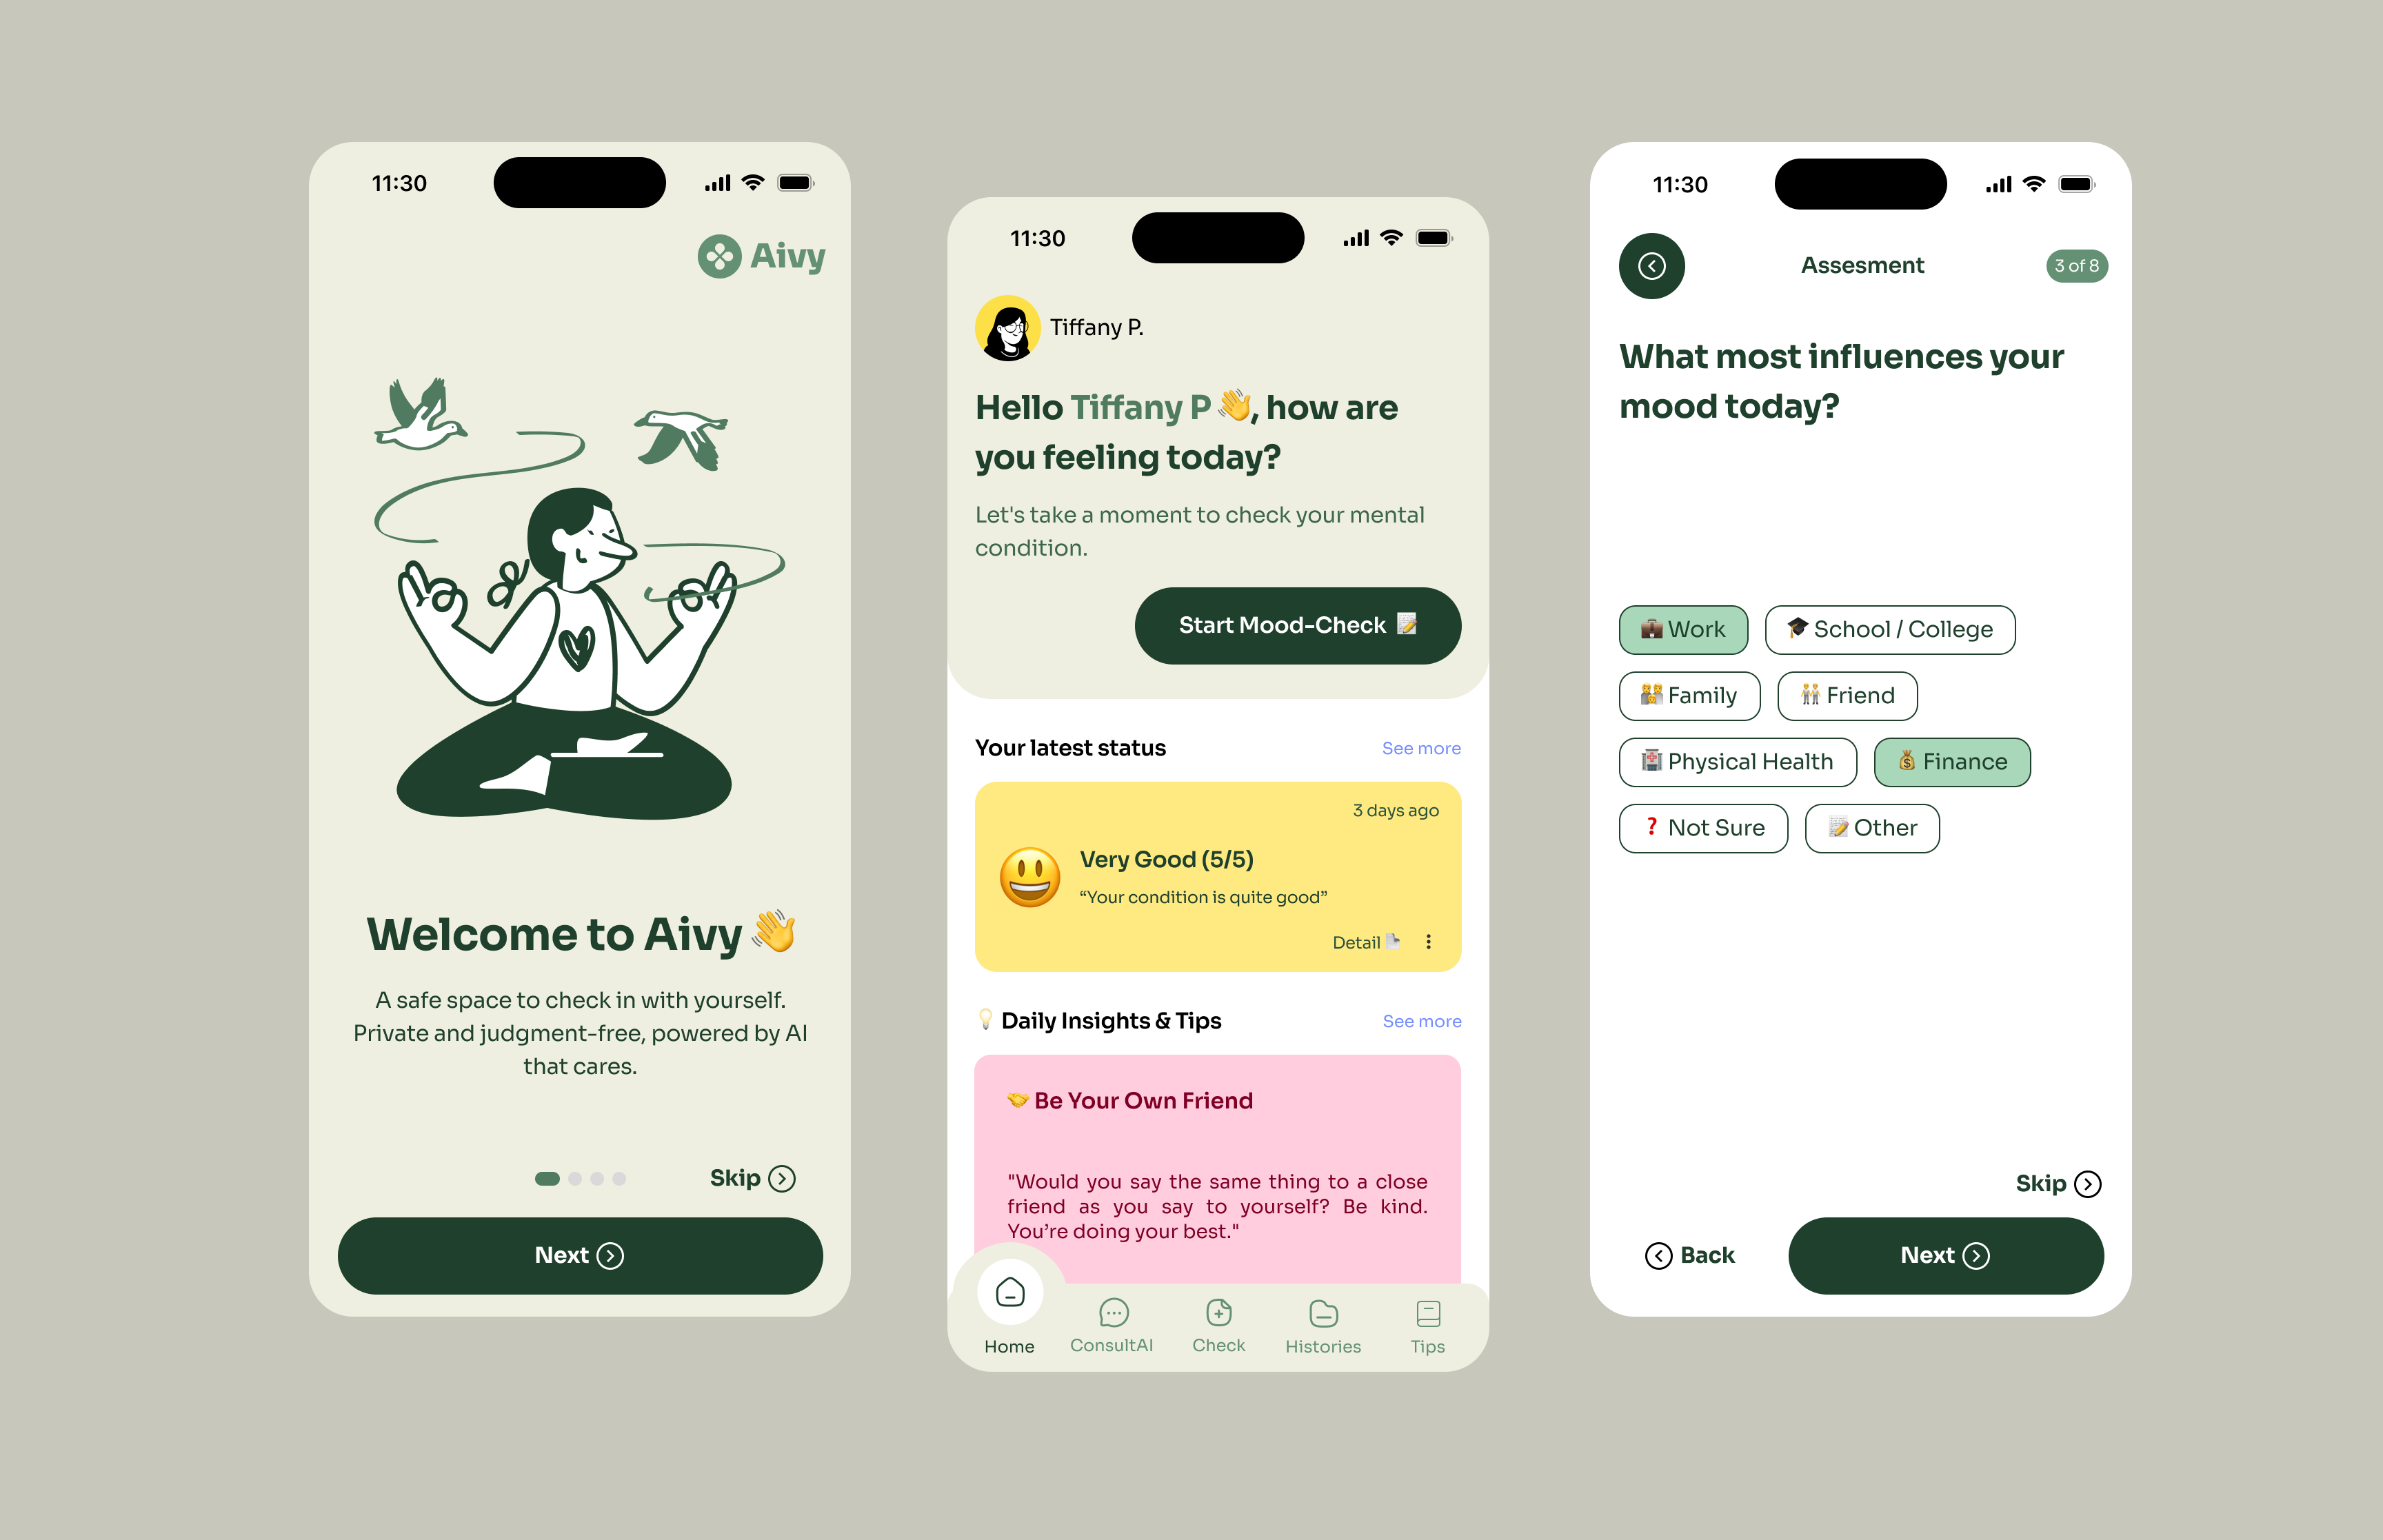 11:30
Aivy
Welcome to Aivy 👋
A safe space to check in with yourself.
Private and judgment-free, powered by AI
that cares.
Skip
Next
11:30
Tiffany P.
Hello Tiffany P 👋, how are
you feeling today?
Let's take a moment to check your mental
condition.
Start Mood-Check 📝
Your latest status
See more
3 days ago
Very Good (5/5)
“Your condition is quite good”
Detail
💡 Daily Insights & Tips
See more
🤝 Be Your Own Friend
"Would you say the same thing to a close
friend as you say to yourself? Be kind.
You’re doing your best."
Home
ConsultAI
Check
Histories
Tips
11:30
Assesment
3 of 8
What most influences your
mood today?
💼 Work
🎓 School / College
Family
Friend
🏥 Physical Health
💰 Finance
❓ Not Sure
📝 Other
Skip
Back
Next